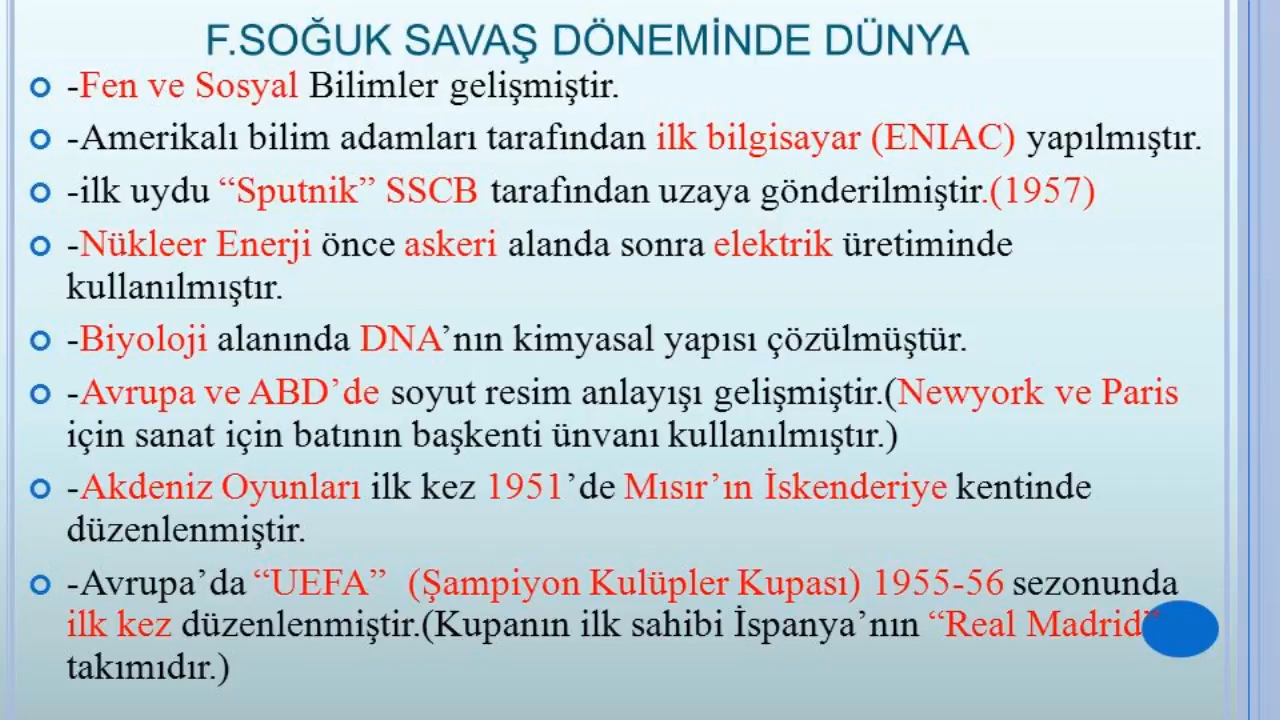 F.SOĞUK SAVAŞ DÖNEMİNDE DÜNYA
-Fen ve Sosyal Bilimler gelişmiştir.
-Amerikalı bilim adamları tarafından ilk bilgisayar (ENIAC) yapılmıştır.
-ilk uydu “Sputnik” SSCB tarafından uzaya gönderilmiştir.(1957)
-Nükleer Enerji önce askeri alanda sonra elektrik üretiminde
kullanılmıştır.
-Biyoloji alanında DNA’nın kimyasal yapısı çözülmüştür.
-Avrupa ve ABD’de soyut resim anlayışı gelişmiştir.(Newyork ve Paris
için sanat için batının başkenti ünvanı kullanılmıştır.)
-Akdeniz Oyunları ilk kez 1951’de Mısır’ın İskenderiye kentinde
düzenlenmiştir.
-Avrupa’da “UEFA” (Şampiyon Kulüpler Kupası) 1955-56 sezonunda
ilk kez düzenlenmiştir.(Kupanın ilk sahibi İspanya’nın “Real Madrid”
takımıdır.)